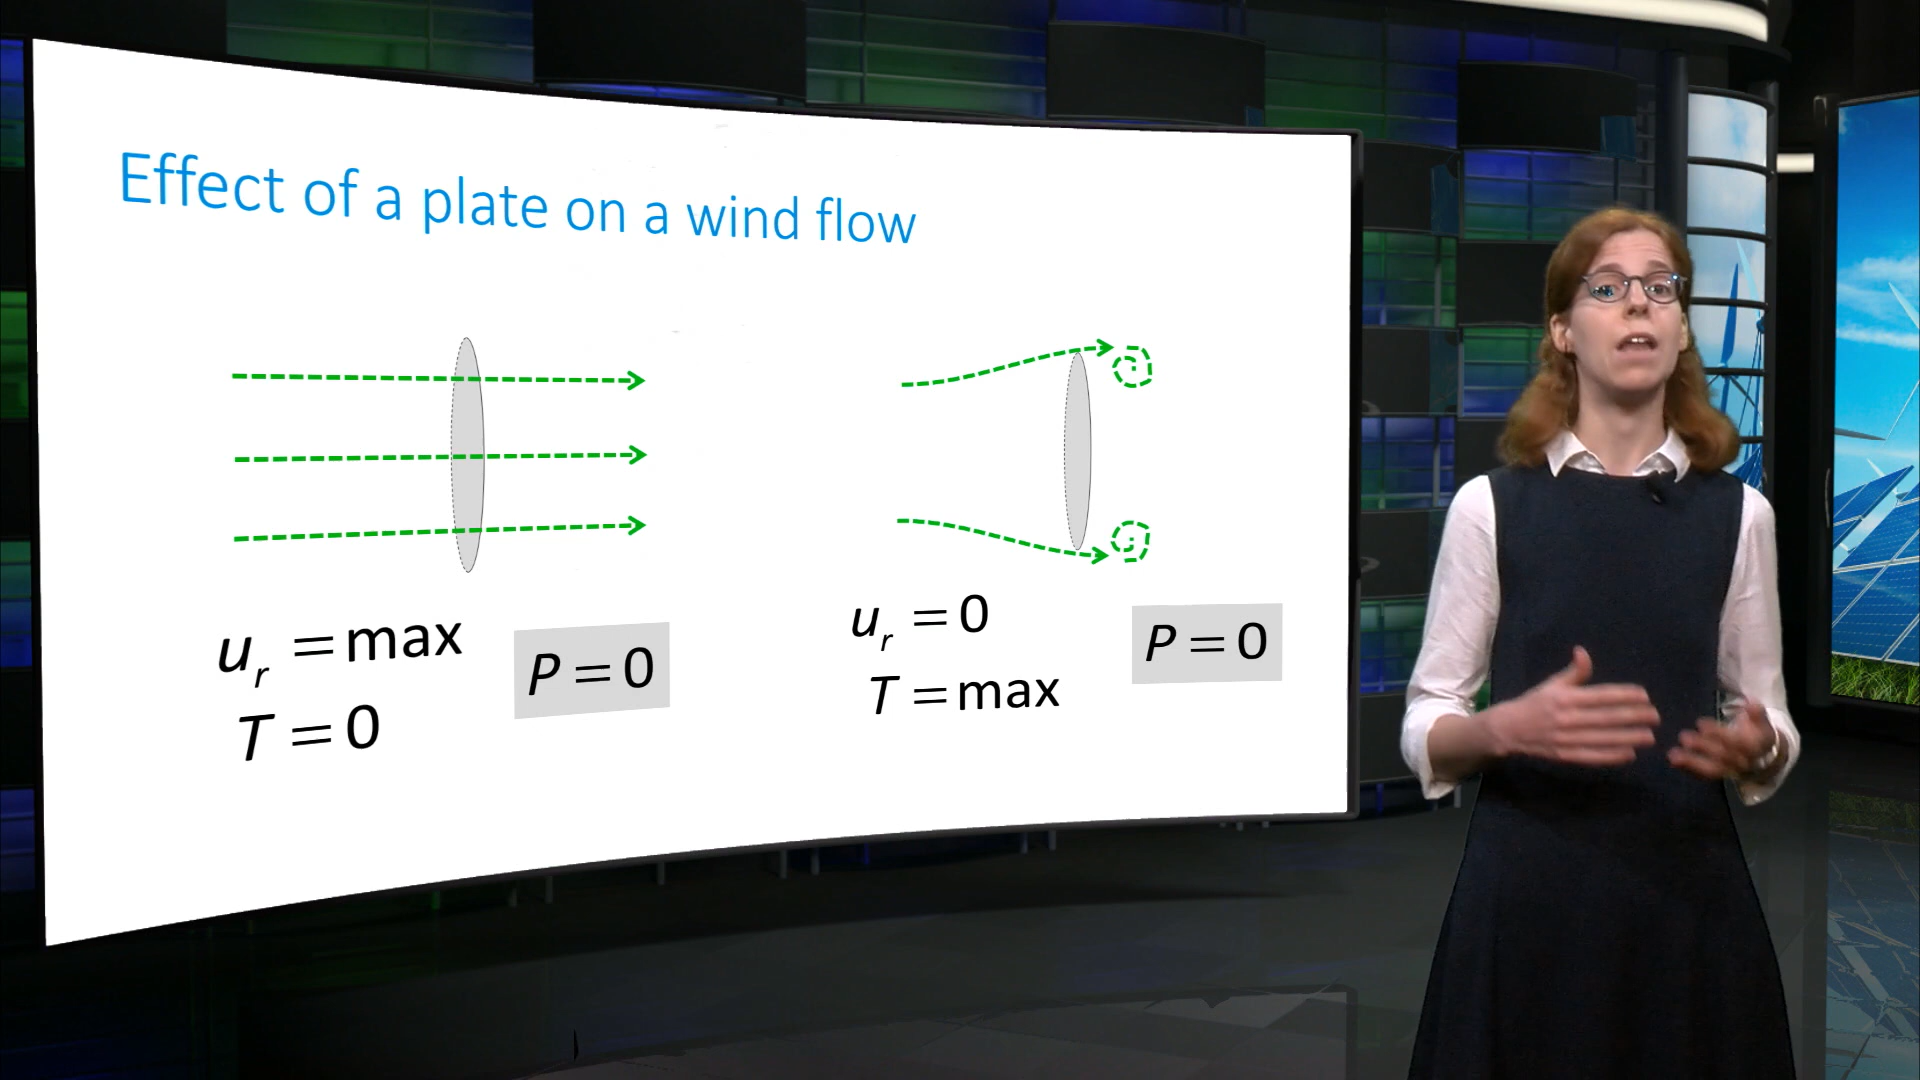 Effect of a plate on a wind flow
u_r = max
T = 0
P = 0
u_r = 0
T = max
P = 0